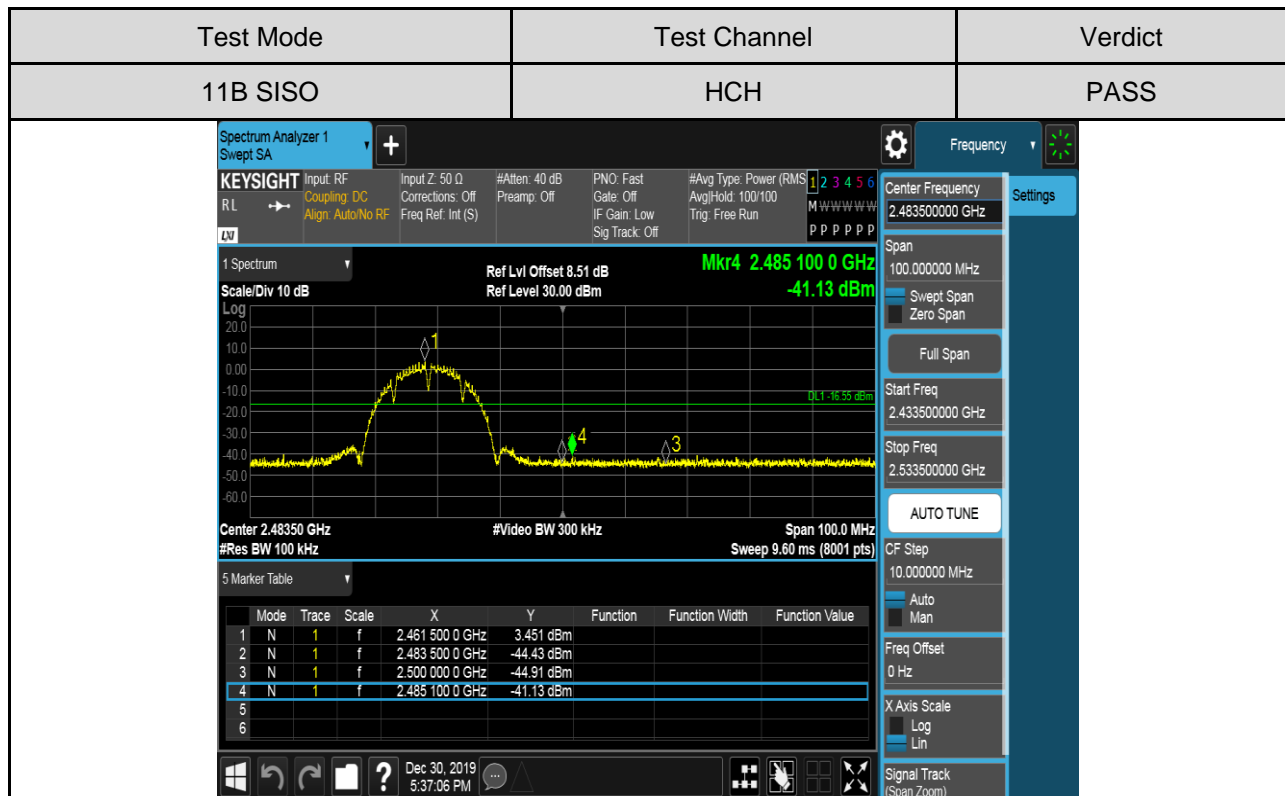 Test Mode Test Channel Verdict
11B SISO HCH PASS
Spectrum Analyzer 1
Swept SA
+
Frequency
KEYSIGHT Input: RF Input Z: 50 Ω #Atten: 40 dB PNO: Fast #Avg Type: Power (RMS 1 2 3 4 5 6
RL Coupling: DC Corrections: Off Preamp: Off Gate: Off Avg|Hold: 100/100 M W W W W W
Align: Auto/No RF Freq Ref: Int (S) IF Gain: Low Trig: Free Run
LXI Sig Track: Off P P P P P P
1 Spectrum
Ref Lvl Offset 8.51 dB Mkr4 2.485 100 0 GHz
Scale/Div 10 dB Ref Level 30.00 dBm -41.13 dBm
Log
20.0
10.0
0.00
-10.0
-20.0
-30.0
-40.0
-50.0
-60.0
1
DL1 -16.55 dBm
4
3
Center 2.48350 GHz #Video BW 300 kHz Span 100.0 MHz
#Res BW 100 kHz Sweep 9.60 ms (8001 pts)
5 Marker Table
Mode Trace Scale X Y Function Function Width Function Value
1 N 1 f 2.461 500 0 GHz 3.451 dBm
2 N 1 f 2.483 500 0 GHz -44.43 dBm
3 N 1 f 2.500 000 0 GHz -44.91 dBm
4 N 1 f 2.485 100 0 GHz -41.13 dBm
5
6
?
Dec 30, 2019
5:37:06 PM
Center Frequency
2.483500000 GHz
Settings
Span
100.000000 MHz
Swept Span
Zero Span
Full Span
Start Freq
2.433500000 GHz
Stop Freq
2.533500000 GHz
AUTO TUNE
CF Step
10.000000 MHz
Auto
Man
Freq Offset
0 Hz
X Axis Scale
Log
Lin
Signal Track
(Span Zoom)